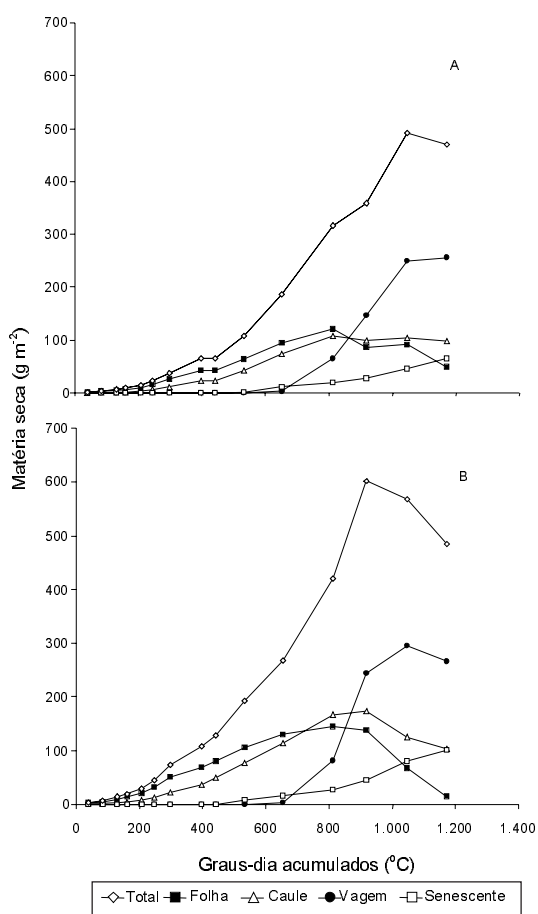 700
600
500
400
300
200
100
0
A
Matéria seca (g m-2)
700
600
500
400
300
200
100
0
B
0 200 400 600 800 1.000 1.200 1.400
Graus-dia acumulados (ºC)
Total Folha Caule Vagem Senescente